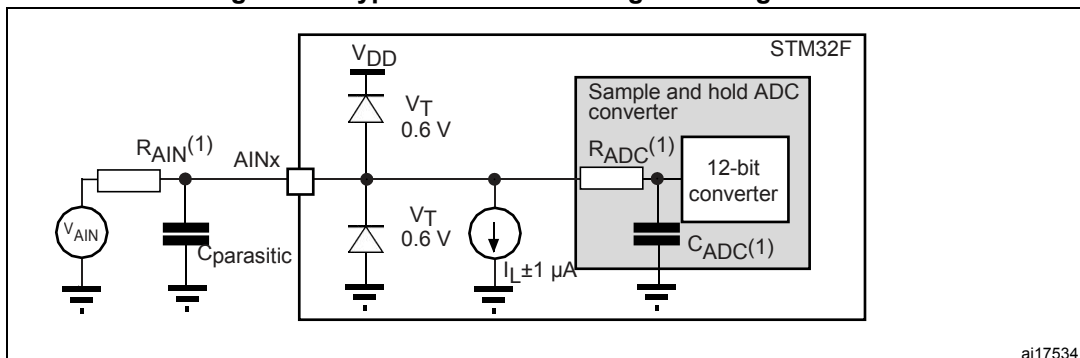 STM32F
VDD
VT
0.6 V
Sample and hold ADC
converter
RAIN(1)
AINx
RADC(1)
12-bit
converter
VAIN
Cparasitic
VT
0.6 V
IL±1 µA
CADC(1)
ai17534